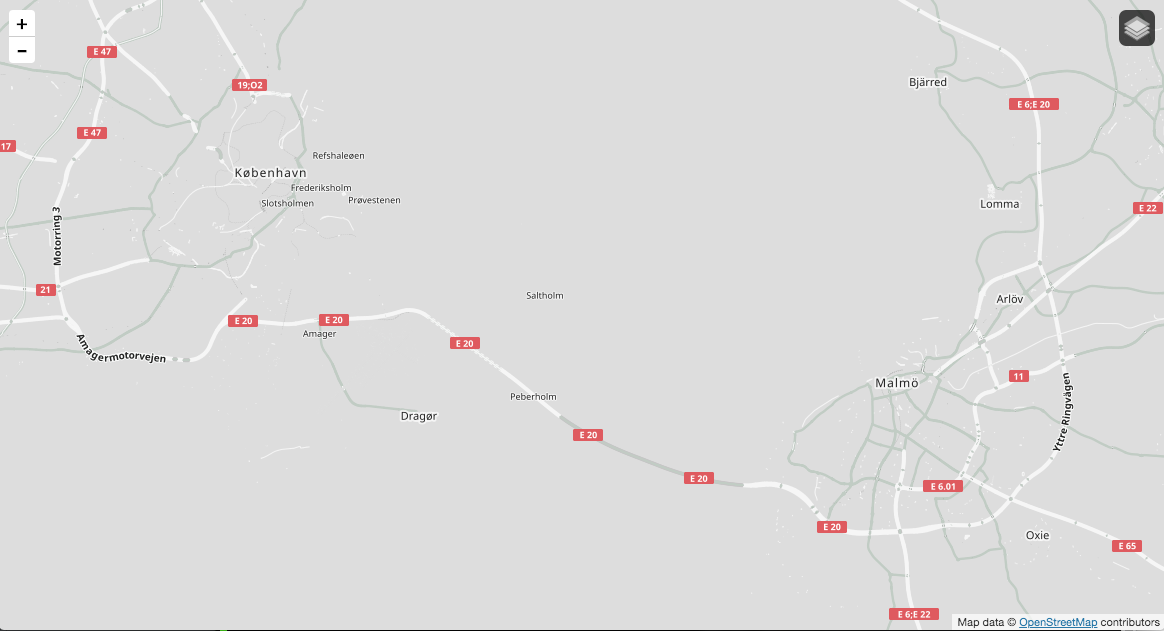 +
−
E 47
19;O2
Bjärred
E 6;E 20
E 47
17
Refshaleøen
København
Frederiksholm
Prøvestenen
Slotsholmen
Lomma
E 22
Motorring 3
21
Saltholm
Arlöv
E 20
E 20
Amager
E 20
Amagermotorvejen
11
Malmö
Peberholm
Dragør
Yttre Ringvägen
E 20
E 20
E 6.01
E 20
Oxie
E 65
E 6;E 22
Map data © OpenStreetMap contributors